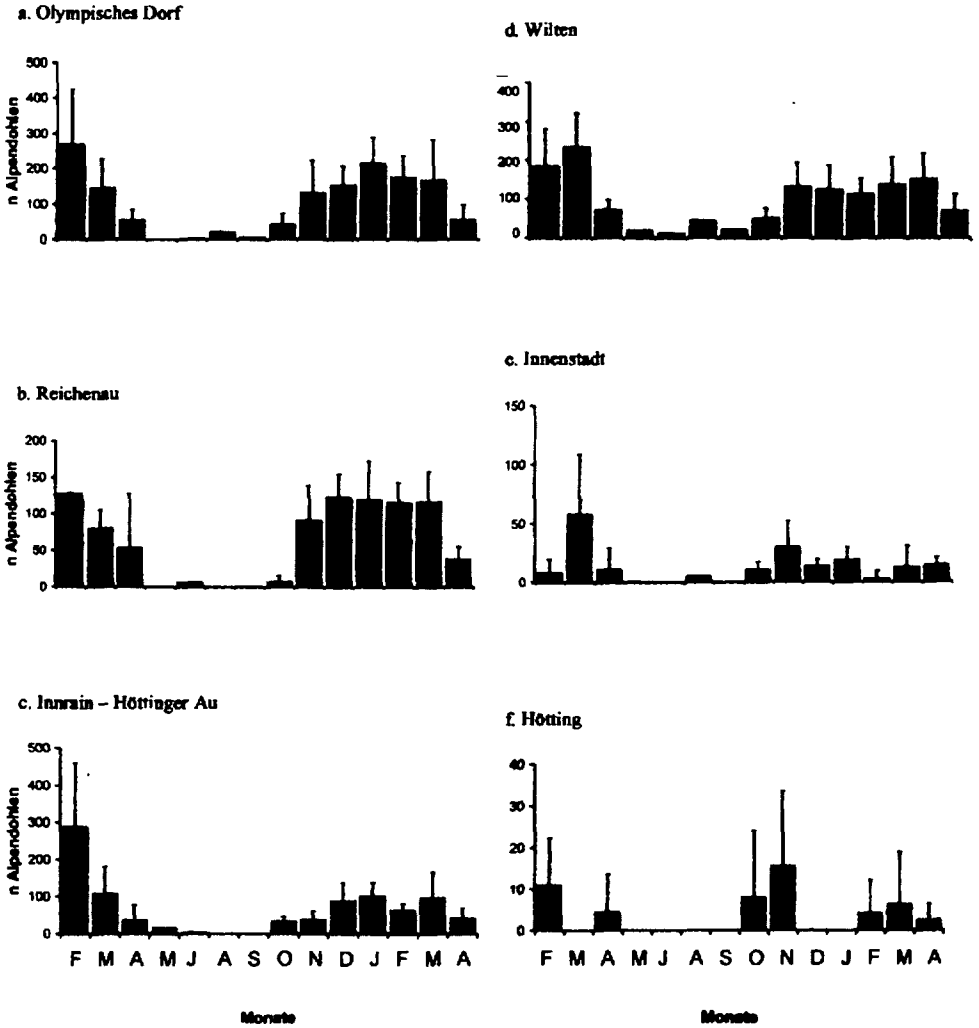 a. Olympisches Dorf
n Alpendohlen
500
400
300
200
100
0
b. Reichenau
n Alpendohlen
200
150
100
50
0
c. Innrain – Höttinger Au
n Alpendohlen
500
400
300
200
100
0
F M A M J A S O N D J F M A
Monate
d. Wilten
400
300
200
100
0
e. Innenstadt
150
100
50
0
f. Hötting
40
30
20
10
0
F M A M J A S O N D J F M A
Monate